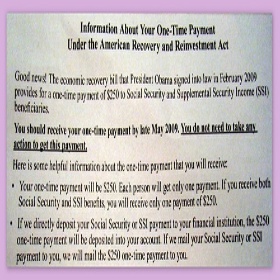 Information About Your One-Time Payment
Under the American Recovery and Reinvestment Act
Good news! The economic recovery bill that President Obama signed into law in February 2009
provides for a one-time payment of $250 to Social Security and Supplemental Security Income (SSI)
beneficiaries.
You should receive your one-time payment by late May 2009. You do not need to take any
action to get this payment.
Here is some helpful information about the one-time payment that you will receive:
• Your one-time payment will be $250. Each person will get only one payment. If you receive both
Social Security and SSI benefits, you will receive only one payment of $250.
• If we directly deposit your Social Security or SSI payment to your financial institution, the $250
one-time payment will be deposited into your account. If we mail your Social Security or SSI
payment to you, we will mail the $250 one-time payment to you.